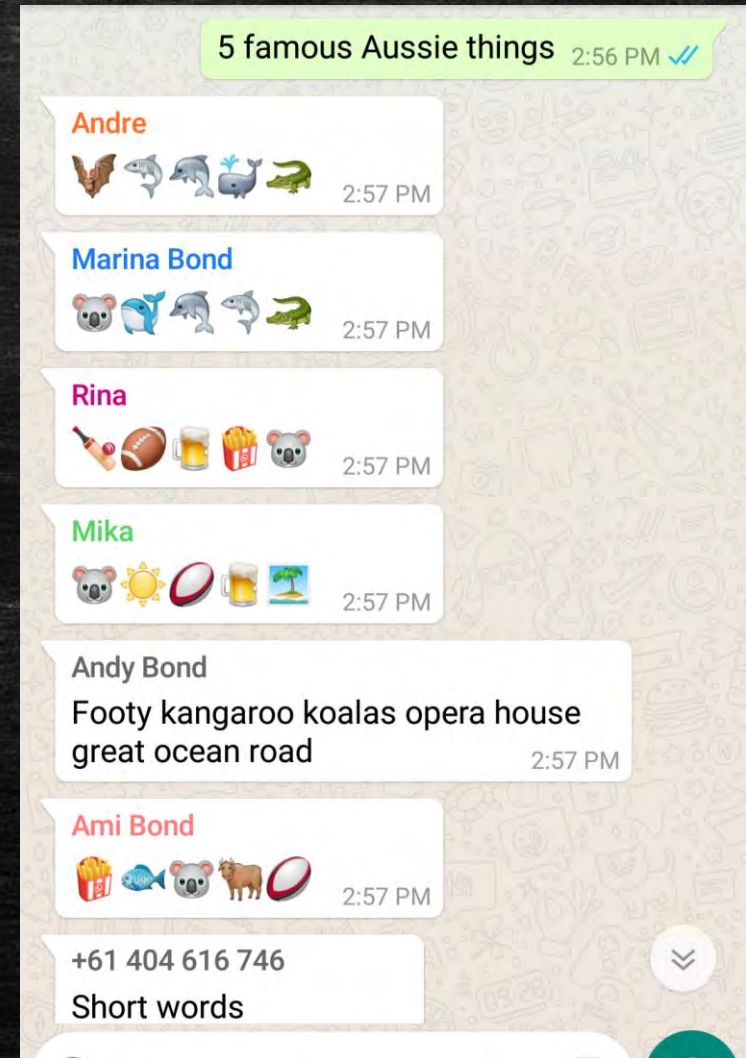 5 famous Aussie things 2:56 PM
Andre
🦇🦈🐬🐳🐊 2:57 PM
Marina Bond
🐨🐋🐬🦈🐊 2:57 PM
Rina
🏏🏈🍺🍟🐨 2:57 PM
Mika
🐨☀️🏉🍺🏝️ 2:57 PM
Andy Bond
Footy kangaroo koalas opera house
great ocean road 2:57 PM
Ami Bond
🍟🐟🐨🐂🏉 2:57 PM
+61 404 616 746
Short words